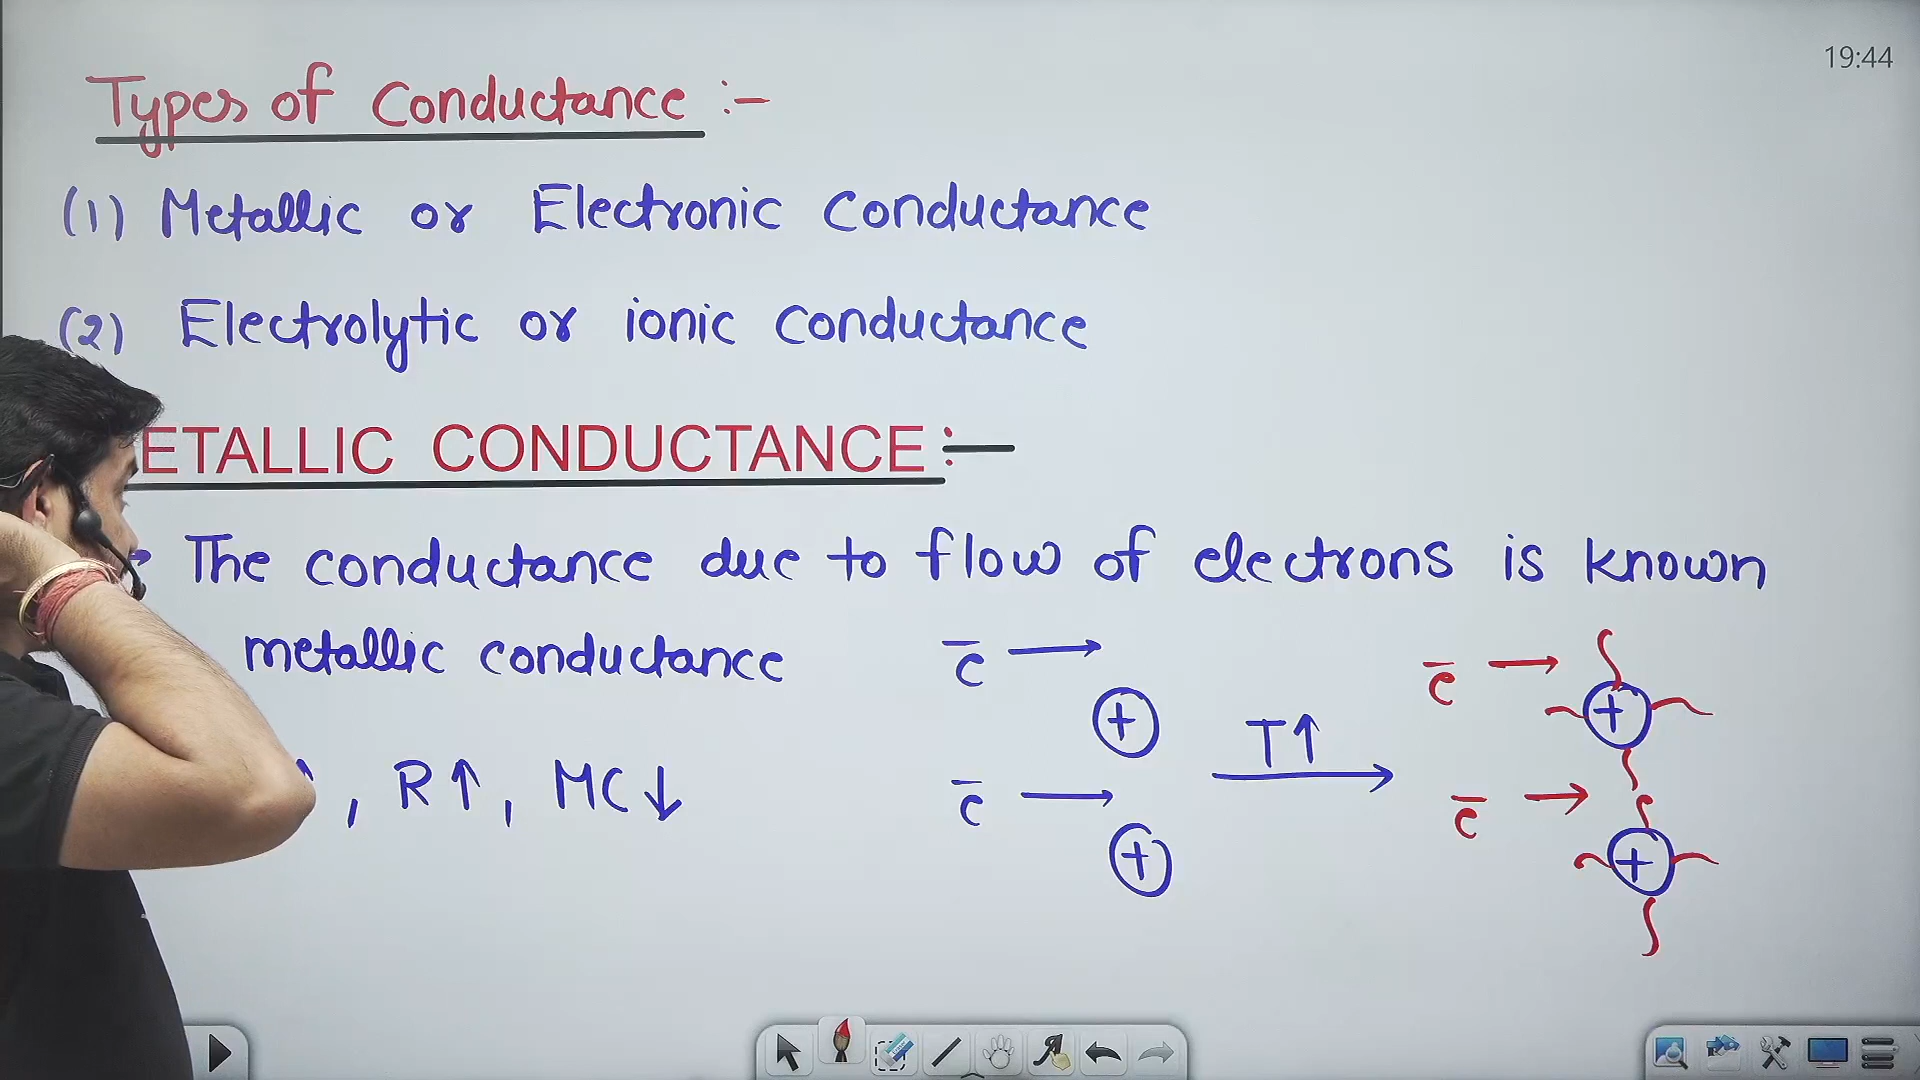 19:44
Types of Conductance :-
(1) Metallic or Electronic Conductance
(2) Electrolytic or ionic Conductance
ETALLIC CONDUCTANCE :-
The conductance due to flow of electrons is known
metallic conductance
↑, R↑, MC↓
e̅ → e̅ →
+ T↑ +
e̅ → e̅ →
+ +